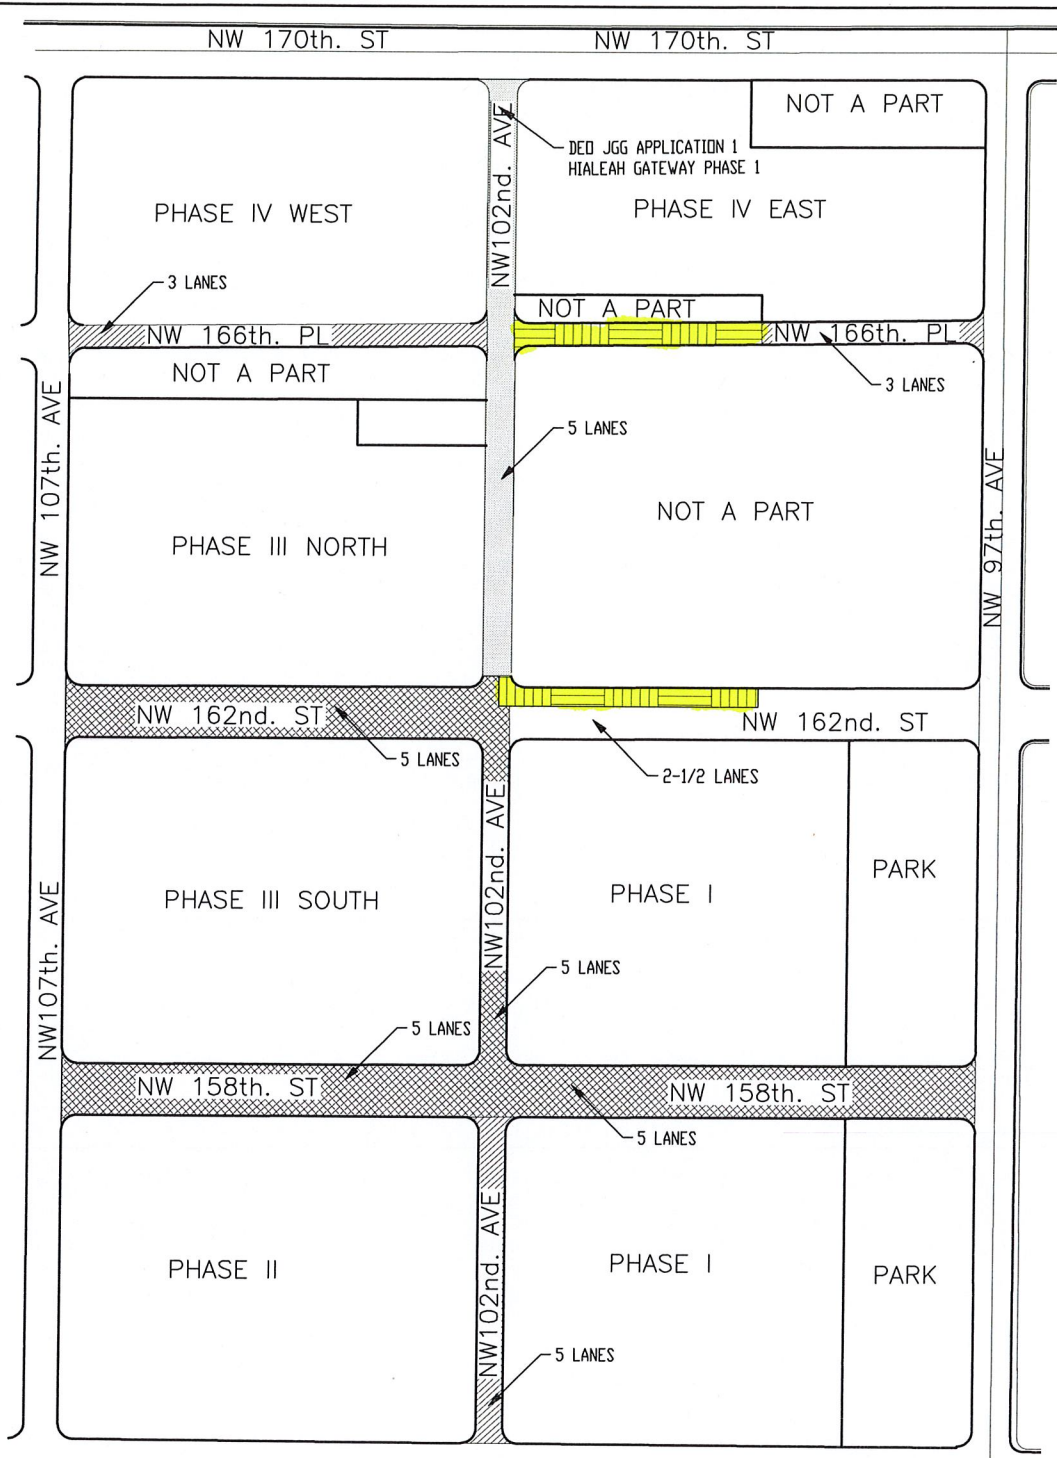 NW 170th. ST
NW 170th. ST
NOT A PART
NW102nd. AVE
DEO JGG APPLICATION 1
HIALEAH GATEWAY PHASE 1
PHASE IV WEST
PHASE IV EAST
3 LANES
NOT A PART
NW 166th. PL
NW 166th. PL
NOT A PART
3 LANES
NW 107th. AVE
5 LANES
NOT A PART
NW 97th. AVE
PHASE III NORTH
NW 162nd. ST
NW 162nd. ST
5 LANES
2-1/2 LANES
NW102nd. AVE
PARK
PHASE III SOUTH
PHASE I
NW107th. AVE
5 LANES
5 LANES
NW 158th. ST
NW 158th. ST
5 LANES
PHASE II
PHASE I
PARK
NW102nd. AVE
5 LANES